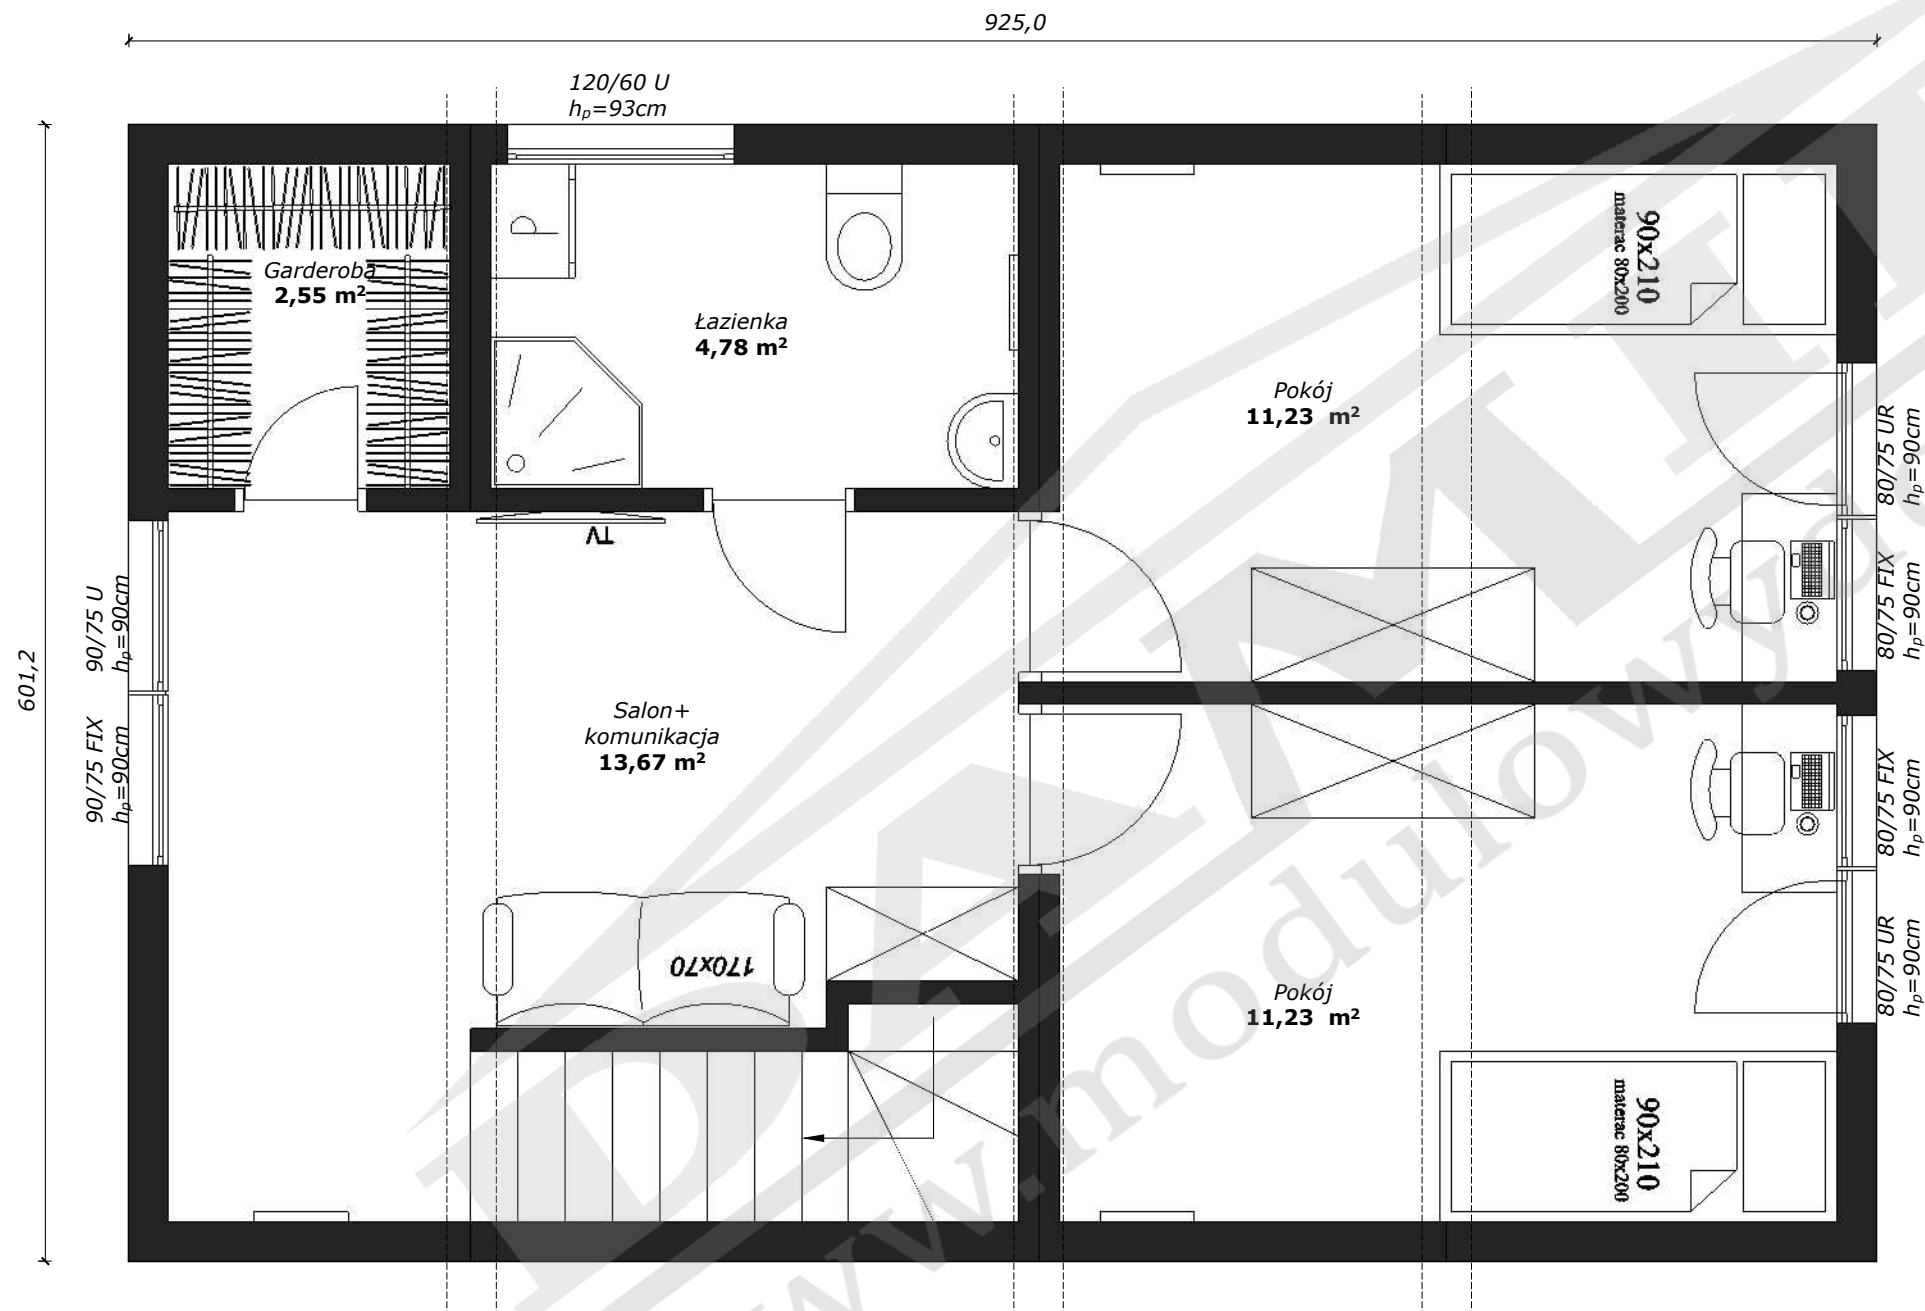 925,0
120/60 U
hₚ=93cm
601,2
Garderoba
2,55 m²
Łazienka
4,78 m²
P
TV
90x210
materac 80x200
Pokój
11,23 m²
80/75 UR
hₚ=90cm
80/75 FIX
hₚ=90cm
90/75 U
hₚ=90cm
90/75 FIX
hₚ=90cm
Salon+
komunikacja
13,67 m²
170x70
80/75 FIX
hₚ=90cm
80/75 UR
hₚ=90cm
Pokój
11,23 m²
90x210
materac 80x200